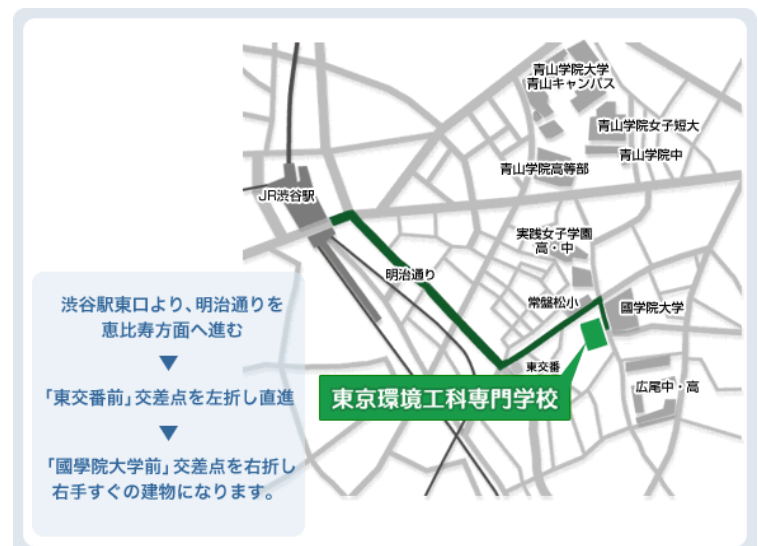 青山学院大学
青山キャンパス
青山学院女子短大
青山学院中
青山学院高等部
JR渋谷駅
実践女子学園
高・中
明治通り
常盤松小
國学院大学
東交番
広尾中・高
東京環境工科専門学校
渋谷駅東口より、明治通りを
恵比寿方面へ進む
「東交番前」交差点を左折し直進
「國學院大学前」交差点を右折し
右手すぐの建物になります。